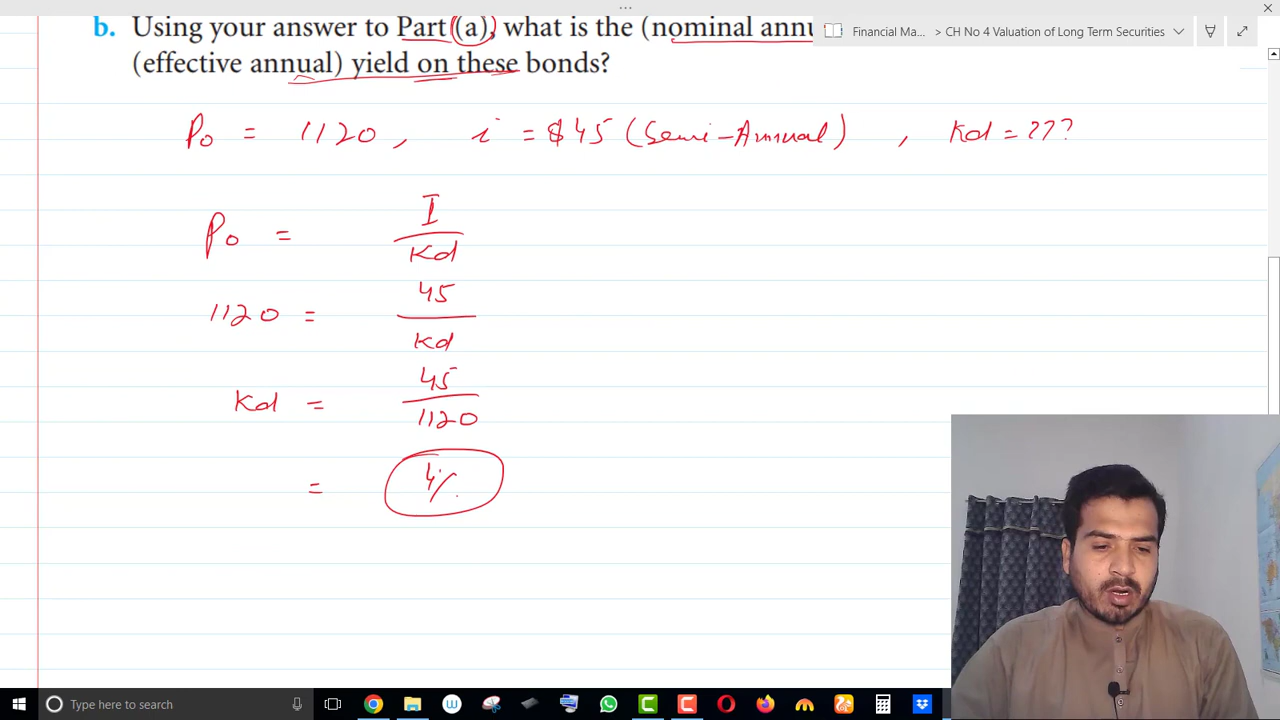 Financial Ma... > CH No 4 Valuation of Long Term Securities
b. Using your answer to Part (a), what is the (nominal annu
(effective annual) yield on these bonds?
Po = 1120, i = $45 (Semi-Annual), Kd = ???
Po = I / Kd
1120 = 45 / Kd
Kd = 45 / 1120
= 4%
Type here to search